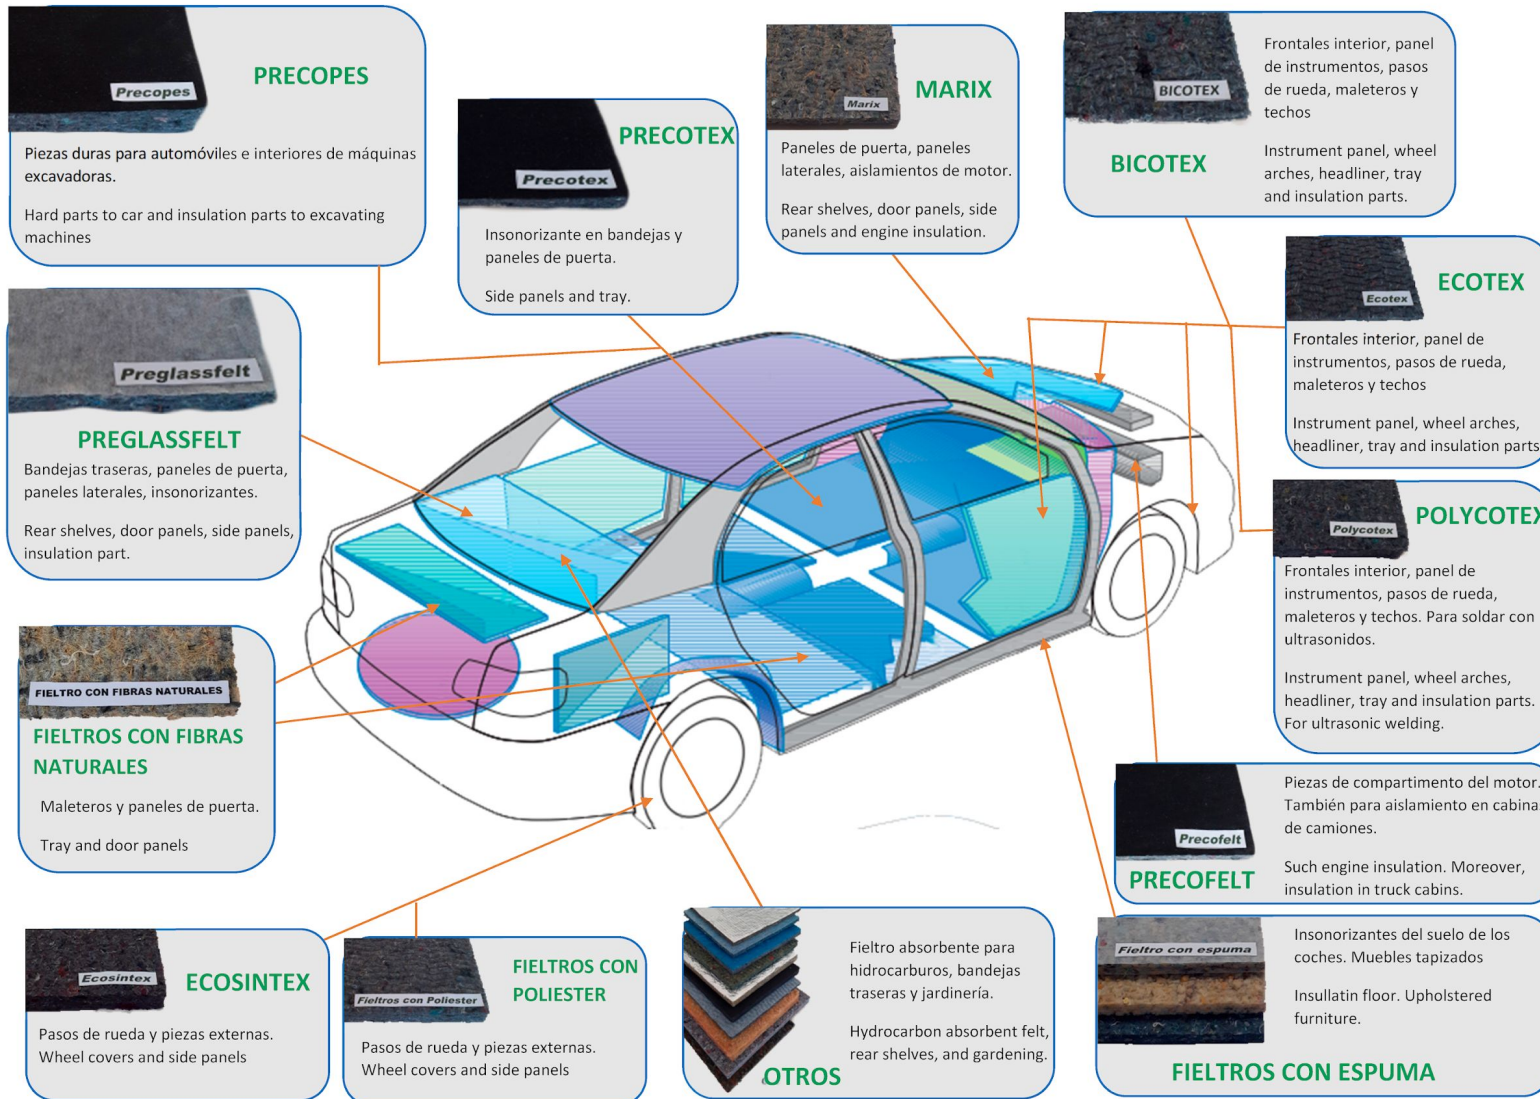 Precopes
PRECOPES
Piezas duras para automóviles e interiores de máquinas
excavadoras.
Hard parts to car and insulation parts to excavating
machines
Precotex
PRECOTEX
Insonorizante en bandejas y
paneles de puerta.
Side panels and tray.
Marix
MARIX
Paneles de puerta, paneles
laterales, aislamientos de motor.
Rear shelves, door panels, side
panels and engine insulation.
BICOTEX
BICOTEX
Frontales interior, panel
de instrumentos, pasos
de rueda, maleteros y
techos
Instrument panel, wheel
arches, headliner, tray
and insulation parts.
Preglassfelt
PREGLASSFELT
Bandejas traseras, paneles de puerta,
paneles laterales, insonorizantes.
Rear shelves, door panels, side panels,
insulation part.
Ecotex
ECOTEX
Frontales interior, panel de
instrumentos, pasos de rueda,
maleteros y techos
Instrument panel, wheel arches,
headliner, tray and insulation parts
Polycotex
POLYCOTEX
Frontales interior, panel de
instrumentos, pasos de rueda,
maleteros y techos. Para soldar con
ultrasonidos.
Instrument panel, wheel arches,
headliner, tray and insulation parts.
For ultrasonic welding.
FIELTRO CON FIBRAS NATURALES
FIELTROS CON FIBRAS
NATURALES
Maleteros y paneles de puerta.
Tray and door panels
Precofelt
PRECOFELT
Piezas de compartimento del motor.
También para aislamiento en cabina
de camiones.
Such engine insulation. Moreover,
insulation in truck cabins.
Ecosintex
ECOSINTEX
Pasos de rueda y piezas externas.
Wheel covers and side panels
Fieltros con Poliester
FIELTROS CON
POLIESTER
Pasos de rueda y piezas externas.
Wheel covers and side panels
Fieltro absorbente para
hidrocarburos, bandejas
traseras y jardinería.
Hydrocarbon absorbent felt,
rear shelves, and gardening.
OTROS
Fieltro con espuma
Insonorizantes del suelo de los
coches. Muebles tapizados
Insullatin floor. Upholstered
furniture.
FIELTROS CON ESPUMA